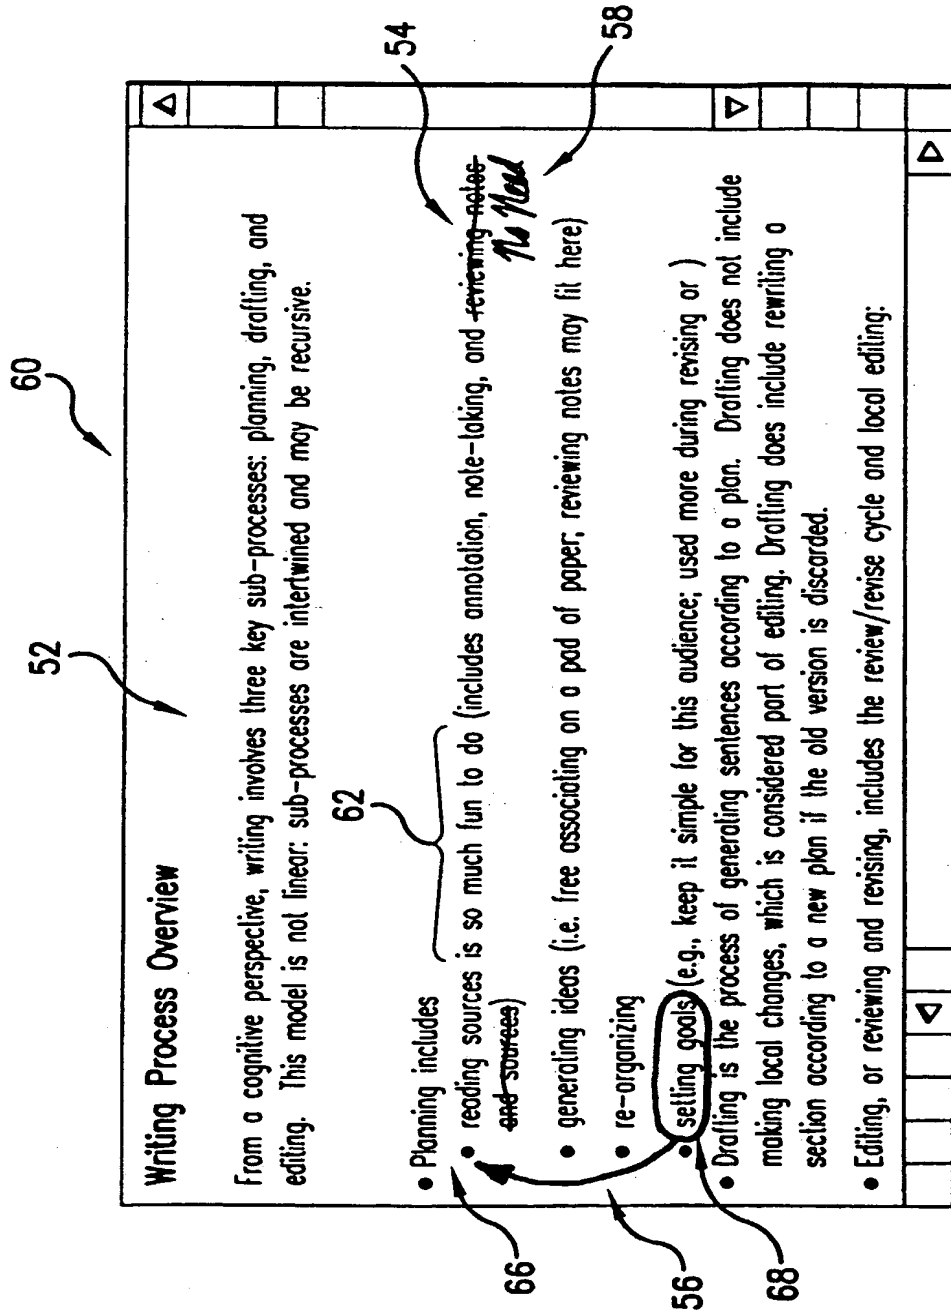 60
52
54
58
Writing Process Overview
From a cognitive perspective, writing involves three key sub-processes: planning, drafting, and
editing. This model is not linear: sub-processes are intertwined and may be recursive.
62
• Planning includes
• reading sources is so much fun to do (includes annotation, note-taking, and reviewing notes
and sources)
No Need
• generating ideas (i.e. free associating on a pad of paper; reviewing notes may fit here)
• re-organizing
• setting goals (e.g., keep it simple for this audience; used more during revising or )
• Drafting is the process of generating sentences according to a plan. Drafting does not include
making local changes, which is considered part of editing. Drafting does include rewriting a
section according to a new plan if the old version is discarded.
• Editing, or reviewing and revising, includes the review/revise cycle and local editing:
66
56
68